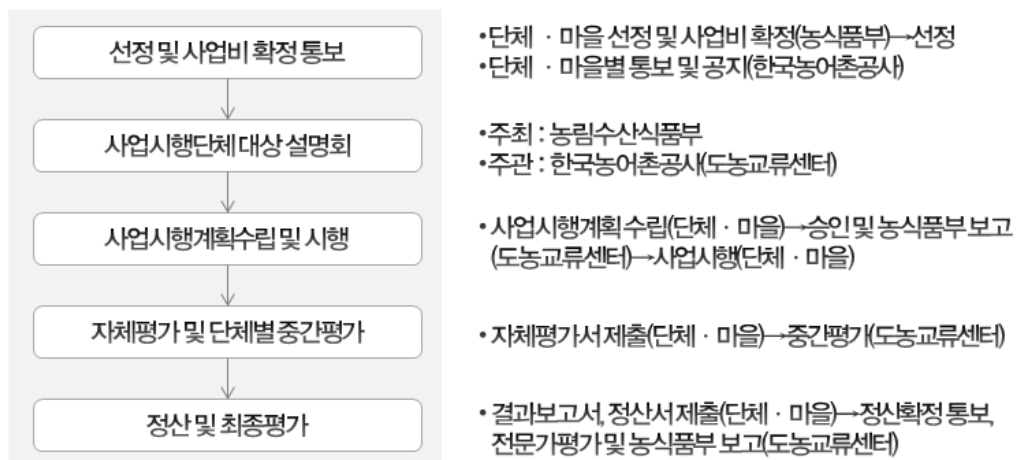 선정 및 사업비 확정 통보
•단체 · 마을 선정 및 사업비 확정(농식품부)→선정
•단체 · 마을별 통보 및 공지(한국농어촌공사)
사업시행단체 대상 설명회
•주최 : 농림수산식품부
•주관 : 한국농어촌공사(도농교류센터)
사업시행계획수립 및 시행
• 사업시행계획 수립(단체 · 마을)→승인 및 농식품부 보고
(도농교류센터)→사업시행(단체 · 마을)
자체평가 및 단체별 중간평가
• 자체평가서 제출(단체 · 마을)→중간평가(도농교류센터)
정산 및 최종평가
• 결과보고서, 정산서 제출(단체 · 마을)→정산확정 통보,
전문가평가 및 농식품부 보고(도농교류센터)